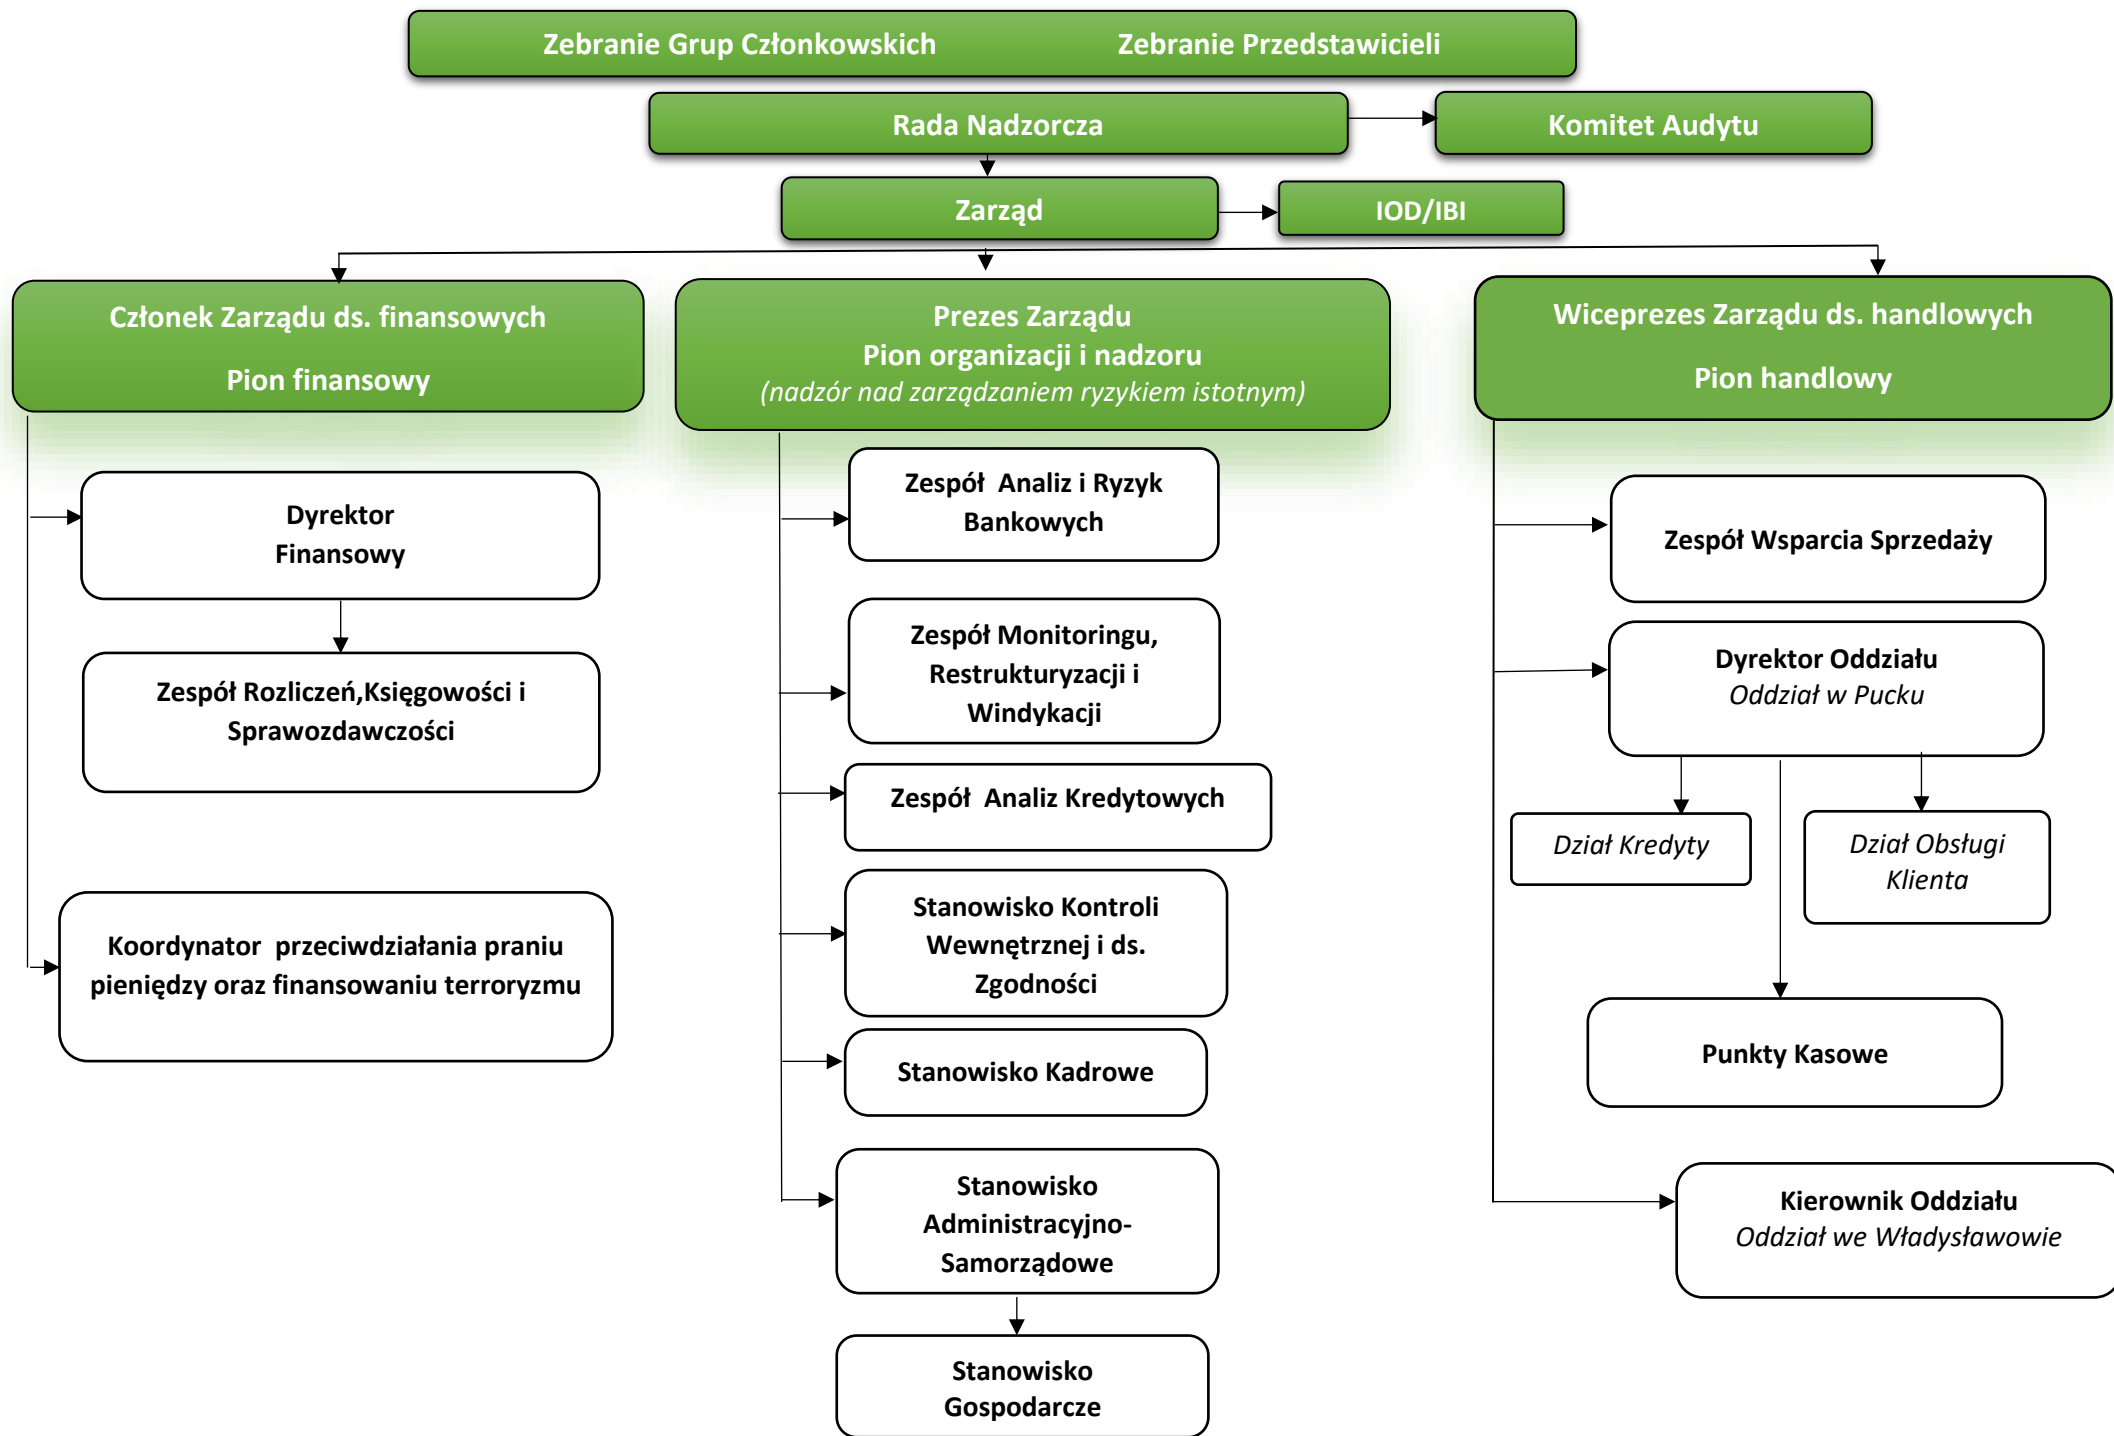 Zebranie Grup Członkowskich Zebranie Przedstawicieli
Rada Nadzorcza
Komitet Audytu
Zarząd
IOD/IBI
Członek Zarządu ds. finansowych
Pion finansowy
Prezes Zarządu
Pion organizacji i nadzoru
(nadzór nad zarządzaniem ryzykiem istotnym)
Wiceprezes Zarządu ds. handlowych
Pion handlowy
Dyrektor
Finansowy
Zespół Rozliczeń,Księgowości i
Sprawozdawczości
Koordynator przeciwdziałania praniu
pieniędzy oraz finansowaniu terroryzmu
Zespół Analiz i Ryzyk
Bankowych
Zespół Monitoringu,
Restrukturyzacji i
Windykacji
Zespół Analiz Kredytowych
Stanowisko Kontroli
Wewnętrznej i ds.
Zgodności
Stanowisko Kadrowe
Stanowisko
Administracyjno-
Samorządowe
Stanowisko
Gospodarcze
Zespół Wsparcia Sprzedaży
Dyrektor Oddziału
Oddział w Pucku
Dział Kredyty
Dział Obsługi
Klienta
Punkty Kasowe
Kierownik Oddziału
Oddział we Władysławowie